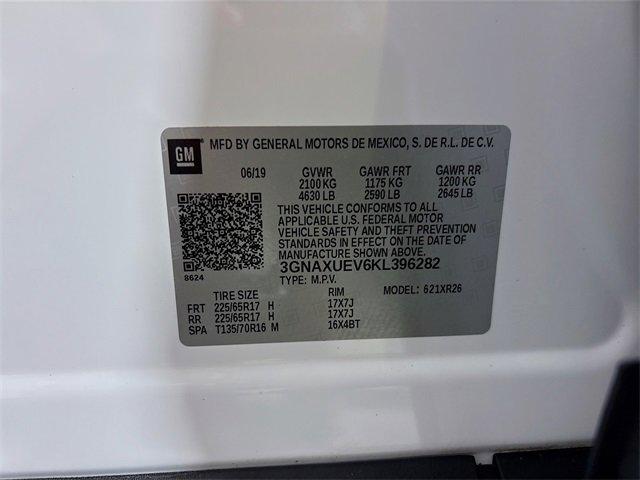 GM MFD BY GENERAL MOTORS DE MEXICO, S. DE R.L. DE C.V.
06/19 GVWR GAWR FRT GAWR RR
2100 KG 1175 KG 1200 KG
4630 LB 2590 LB 2645 LB
THIS VEHICLE CONFORMS TO ALL
APPLICABLE U.S. FEDERAL MOTOR
VEHICLE SAFETY AND THEFT PREVENTION
STANDARDS IN EFFECT ON THE DATE OF
MANUFACTURE SHOWN ABOVE.
3GNAXUEV6KL396282
8624
TYPE: M.P.V. MODEL: 621XR26
TIRE SIZE RIM
FRT 225/65R17 H 17X7J
RR 225/65R17 H 17X7J
SPA T135/70R16 M 16X4BT